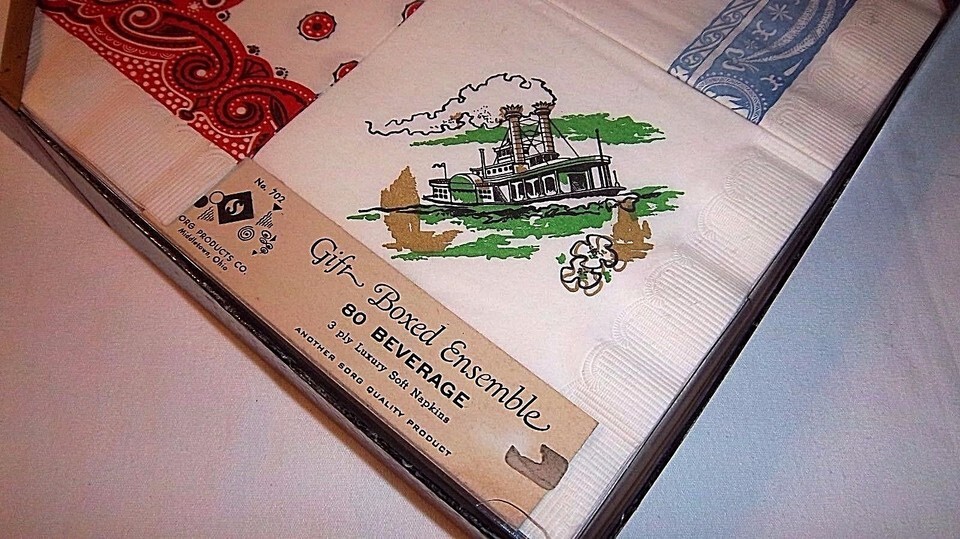 No. 702
S
ORG PRODUCTS CO.
Middletown, Ohio
Gift Boxed Ensemble
80 BEVERAGE
3 ply Luxury Soft Napkins
ANOTHER SORG QUALITY PRODUCT